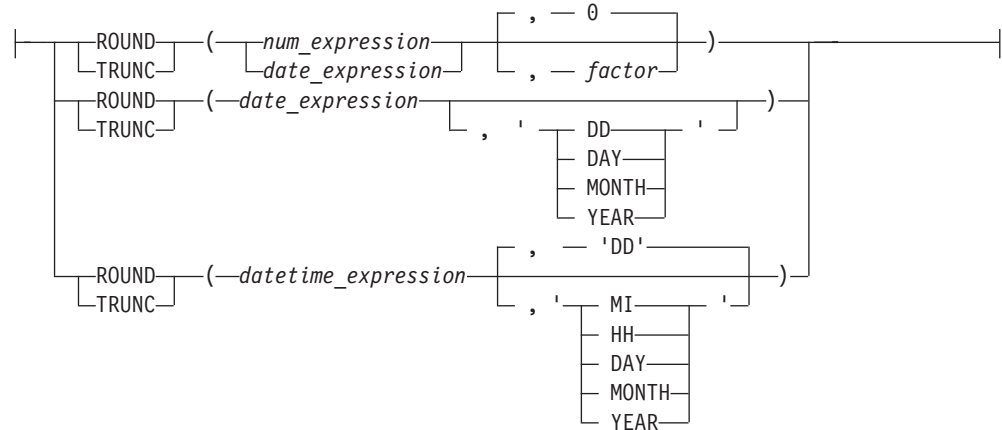 , 0
ROUND ( num_expression )
TRUNC date_expression , factor
ROUND ( date_expression )
TRUNC , ' DD '
DAY
MONTH
YEAR
, 'DD'
ROUND ( datetime_expression )
TRUNC , ' MI '
HH
DAY
MONTH
YEAR